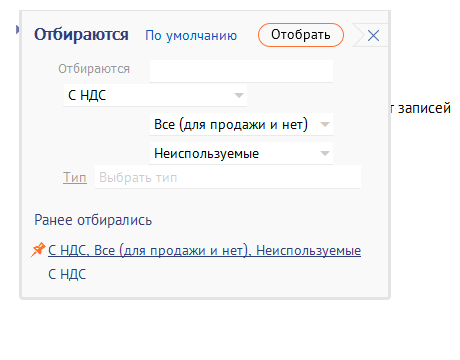 Отбираются По умолчанию Отобрать
Отбираются
С НДС
т записей
Все (для продажи и нет)
Неиспользуемые
Тип Выбрать тип
Ранее отбирались
С НДС, Все (для продажи и нет), Неиспользуемые
С НДС